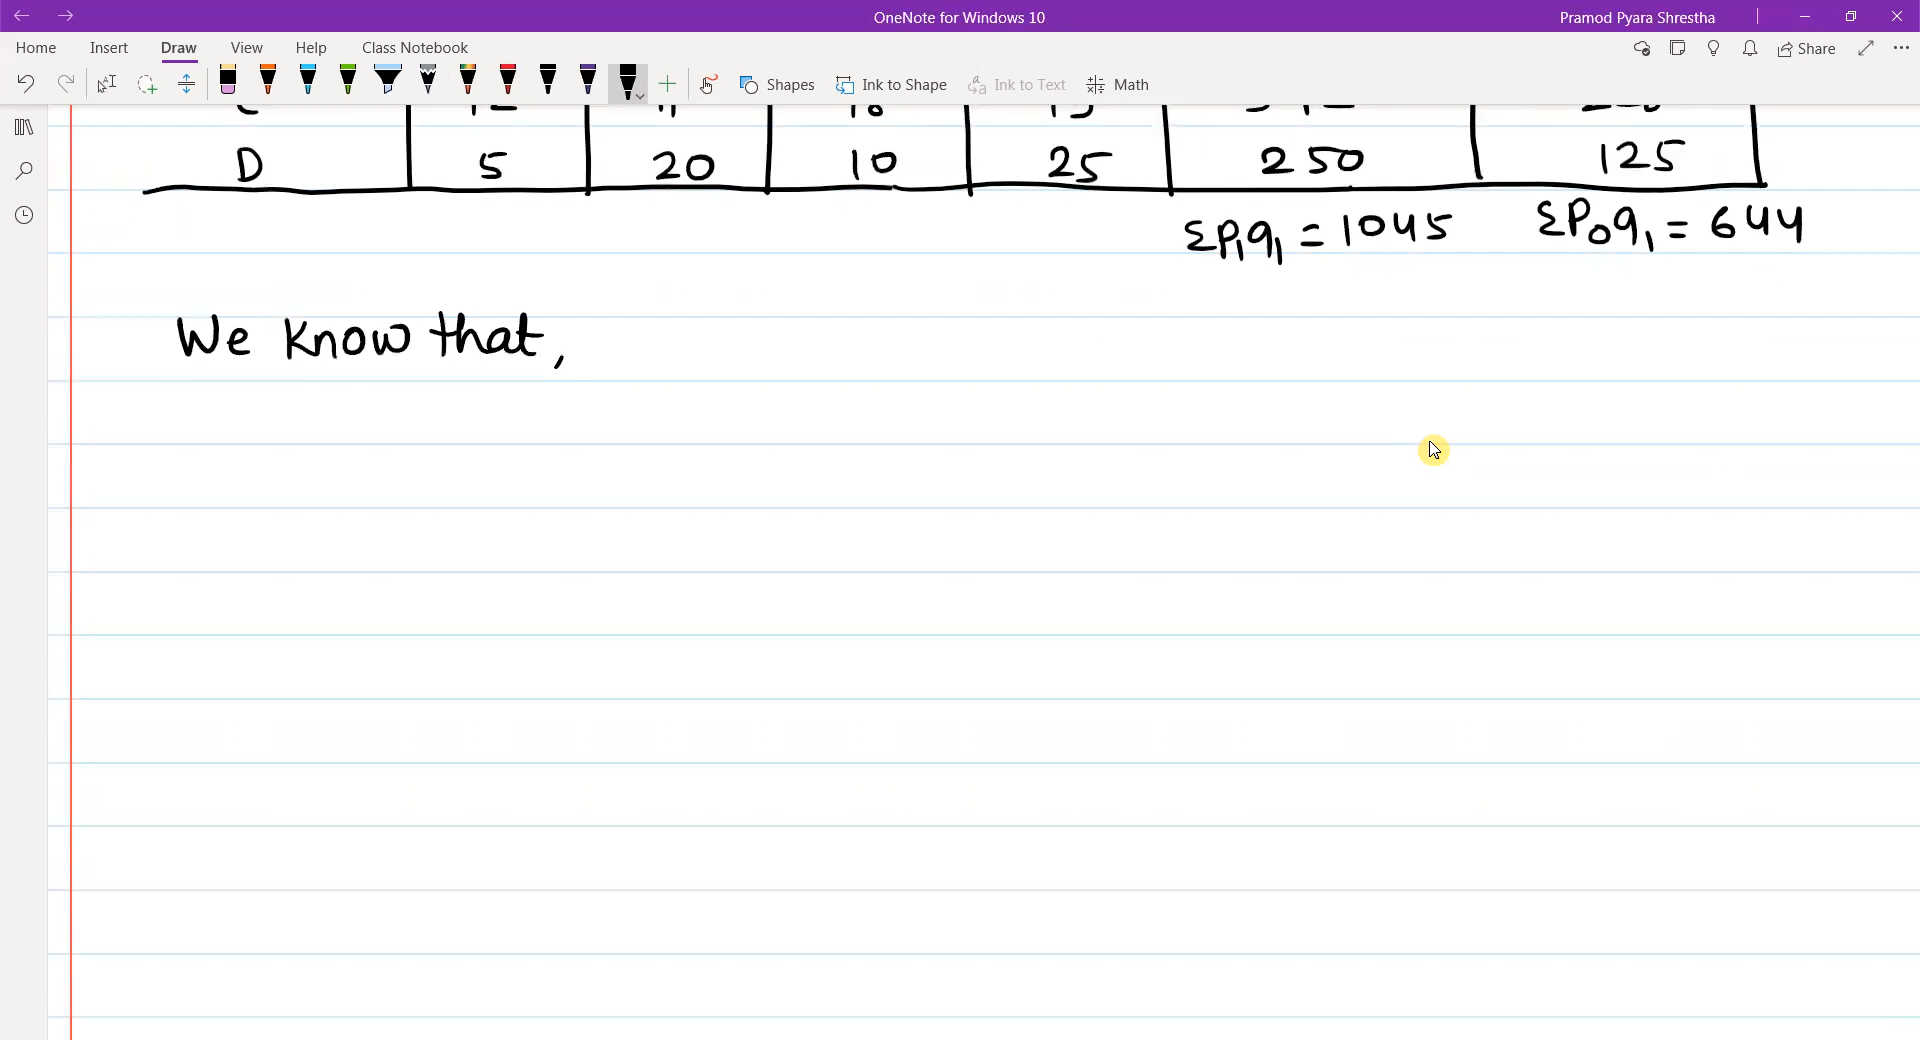 OneNote for Windows 10
Pramod Pyara Shrestha
Home Insert Draw View Help Class Notebook
Share
Shapes Ink to Shape Ink to Text Math
D 5 20 10 25 250 125
ΣP₁q₁ = 1045 ΣP₀q₁ = 644
We know that,